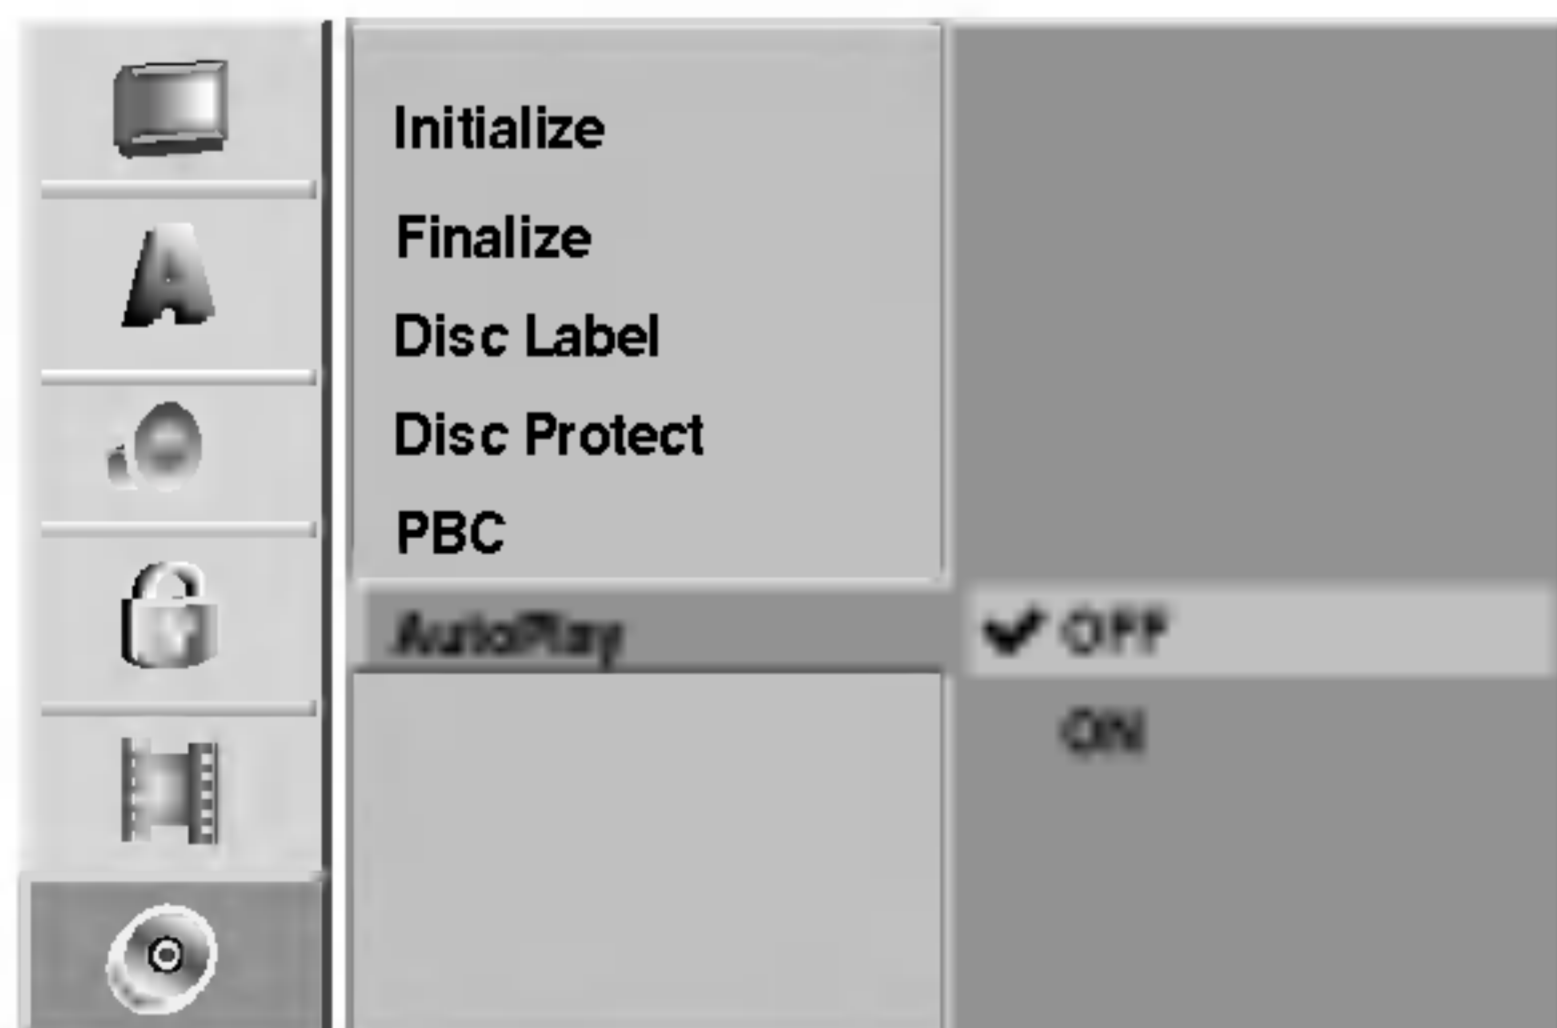 Initialize
Finalize
Disc Label
Disc Protect
PBC
AutoPlay
OFF
ON